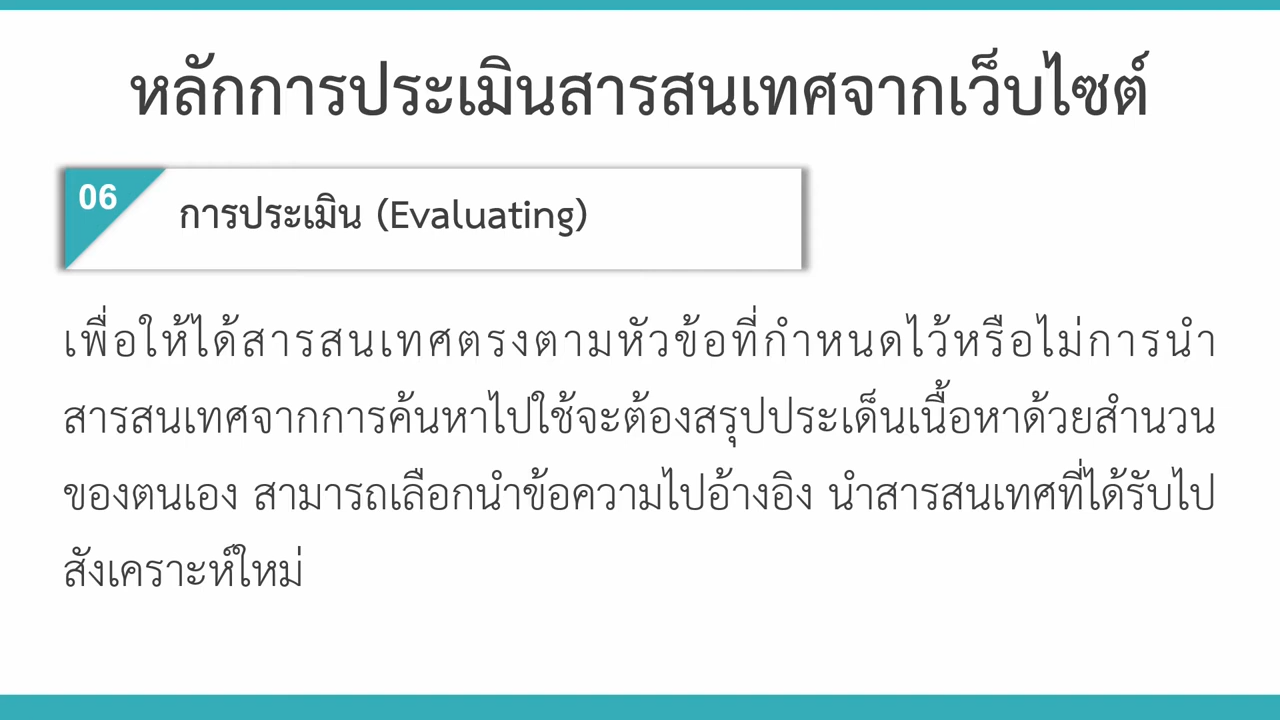 หลักการประเมินสารสนเทศจากเว็บไซต์
06
การประเมิน (Evaluating)
เพื่อให้ได้สารสนเทศตรงตามหัวข้อที่กำหนดไว้หรือไม่การนำ
สารสนเทศจากการค้นหาไปใช้จะต้องสรุปประเด็นเนื้อหาด้วยสำนวน
ของตนเอง สามารถเลือกนำข้อความไปอ้างอิง นำสารสนเทศที่ได้รับไป
สังเคราะห์ใหม่